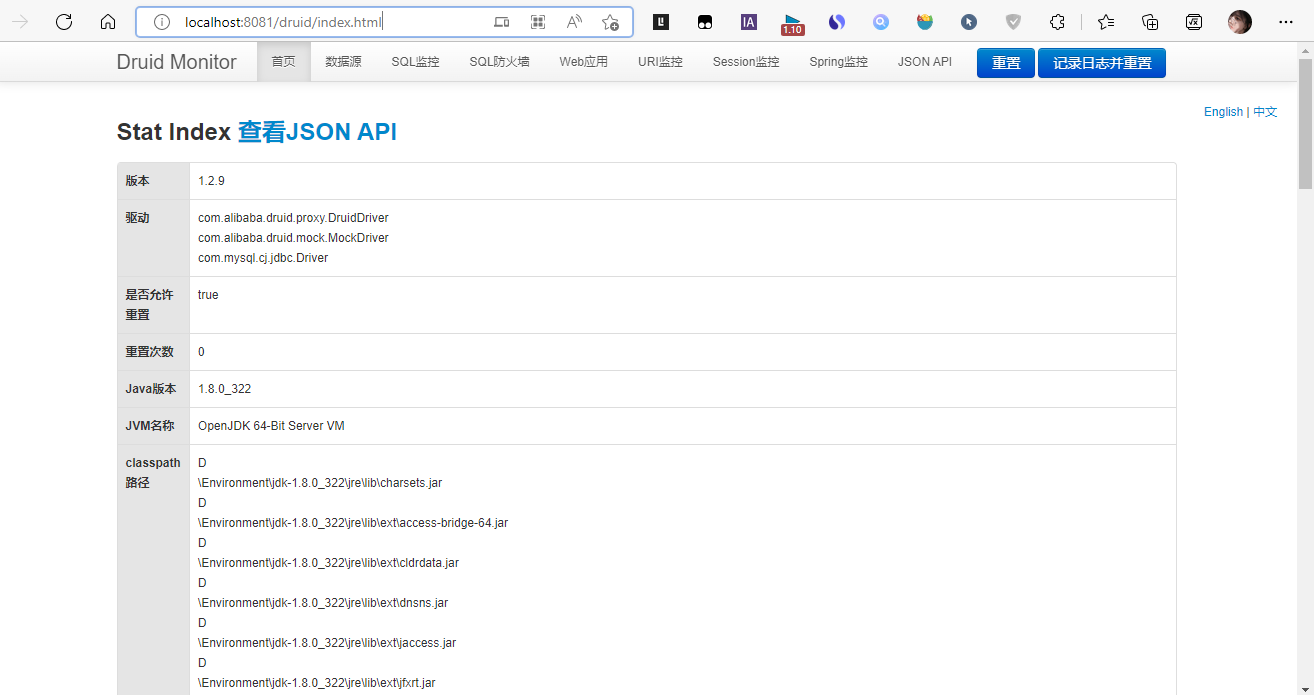 localhost:8081/druid/index.html
1.10
Druid Monitor 首页 数据源 SQL监控 SQL防火墙 Web应用 URI监控 Session监控 Spring监控 JSON API 重置 记录日志并重置
English | 中文
Stat Index 查看JSON API
版本 1.2.9
驱动 com.alibaba.druid.proxy.DruidDriver
com.alibaba.druid.mock.MockDriver
com.mysql.cj.jdbc.Driver
是否允许 true
重置
重置次数 0
Java版本 1.8.0_322
JVM名称 OpenJDK 64-Bit Server VM
classpath D
路径 \Environment\jdk-1.8.0_322\jre\lib\charsets.jar
D
\Environment\jdk-1.8.0_322\jre\lib\ext\access-bridge-64.jar
D
\Environment\jdk-1.8.0_322\jre\lib\ext\cldrdata.jar
D
\Environment\jdk-1.8.0_322\jre\lib\ext\dnsns.jar
D
\Environment\jdk-1.8.0_322\jre\lib\ext\jaccess.jar
D
\Environment\jdk-1.8.0_322\jre\lib\ext\jfxrt.jar